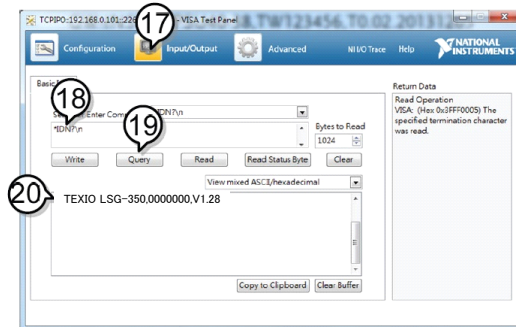 TCPIP0::192.168.0.101::226 - VISA Test Panel
17
Configuration
Input/Output
Advanced
NI I/O Trace
Help
NATIONAL
INSTRUMENTS
Basic
18
Enter Com
*IDN?\n
*IDN?\n
19
Bytes to Read
1024
Write
Query
Read
Read Status Byte
Clear
View mixed ASCII/hexadecimal
20
TEXIO LSG-350,0000000,V1.28
Copy to Clipboard
Clear Buffer
Return Data
Read Operation
VISA: (Hex 0x3FFF0005) The
specified termination character
was read.